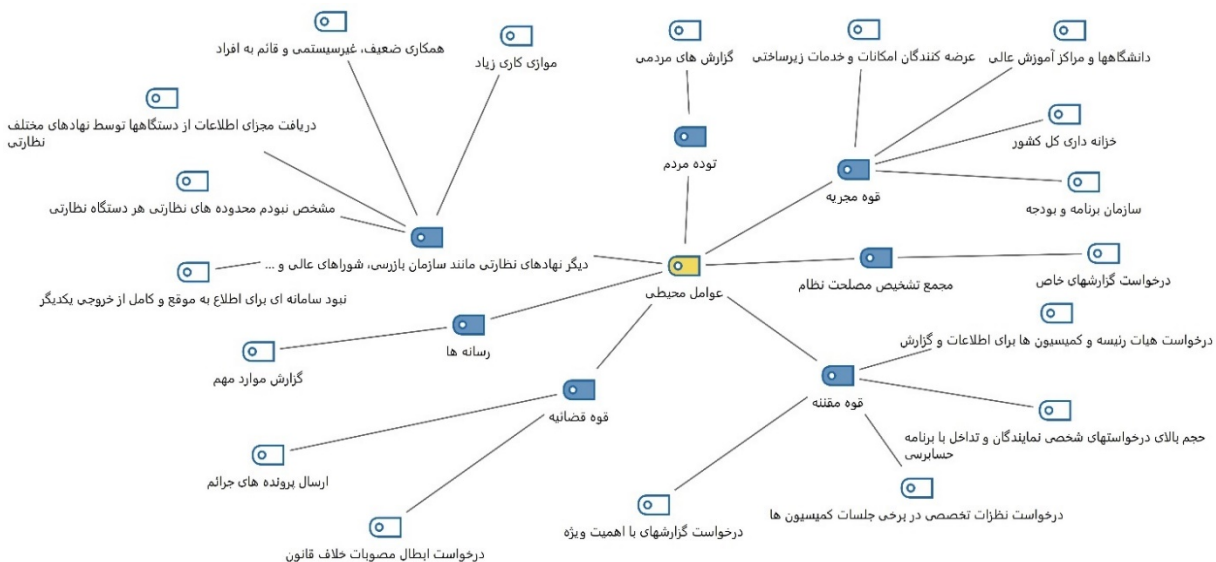 همکاری ضعیف، غیرسیستمی و قائم به افراد
موازی کاری زیاد
گزارش های مردمی
عرضه کنندگان امکانات و خدمات زیرساختی
دانشگاهها و مراکز آموزش عالی
دریافت مجزای اطلاعات از دستگاهها توسط نهادهای مختلف
نظارتی
توده مردم
خزانه داری کل کشور
قوه مجریه
مشخص نبودم محدوده های نظارتی هر دستگاه نظارتی
سازمان برنامه و بودجه
دیگر نهادهای نظارتی مانند سازمان بازرسی، شوراهای عالی و ...
عوامل محیطی
مجمع تشخیص مصلحت نظام
درخواست گزارشهای خاص
نبود سامانه ای برای اطلاع به موقع و کامل از خروجی یکدیگر
درخواست هیات رئیسه و کمیسیون ها برای اطلاعات و گزارش
رسانه ها
گزارش موارد مهم
قوه مقننه
قوه قضائیه
حجم بالای درخواستهای شخصی نمایندگان و تداخل با برنامه
حسابرسی
ارسال پرونده های جرائم
درخواست نظرات تخصصی در برخی جلسات کمیسیون ها
درخواست گزارشهای با اهمیت ویژه
درخواست ابطال مصوبات خلاف قانون